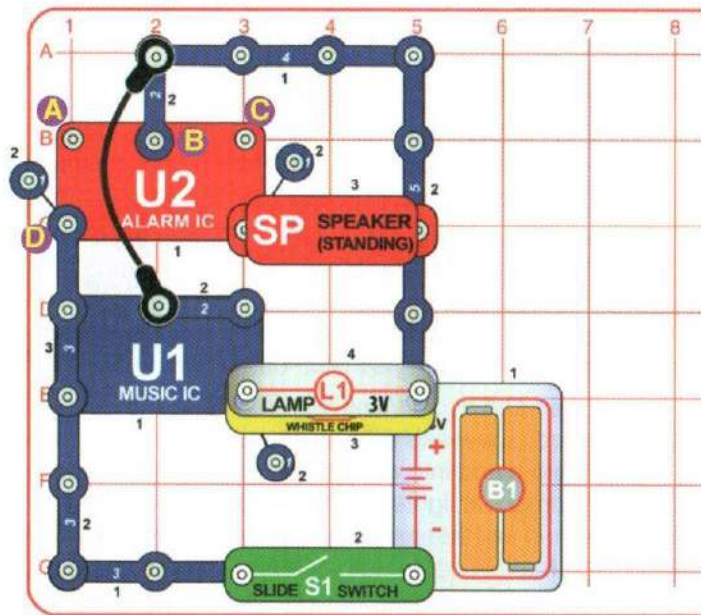 1 2 3 4 5 6 7 8
A
2 2 4 1
A B C
B
2 1 1 2
U2
ALARM IC
3 5 2
SP SPEAKER
(STANDING)
D
1
2
D 2
3 3
U1
MUSIC IC
4 1
L1
E LAMP 3V
WHISTLE CHIP
1 3
+
1 2
F
B1
-
3 2
2
G 3
1
SLIDE S1 SWITCH